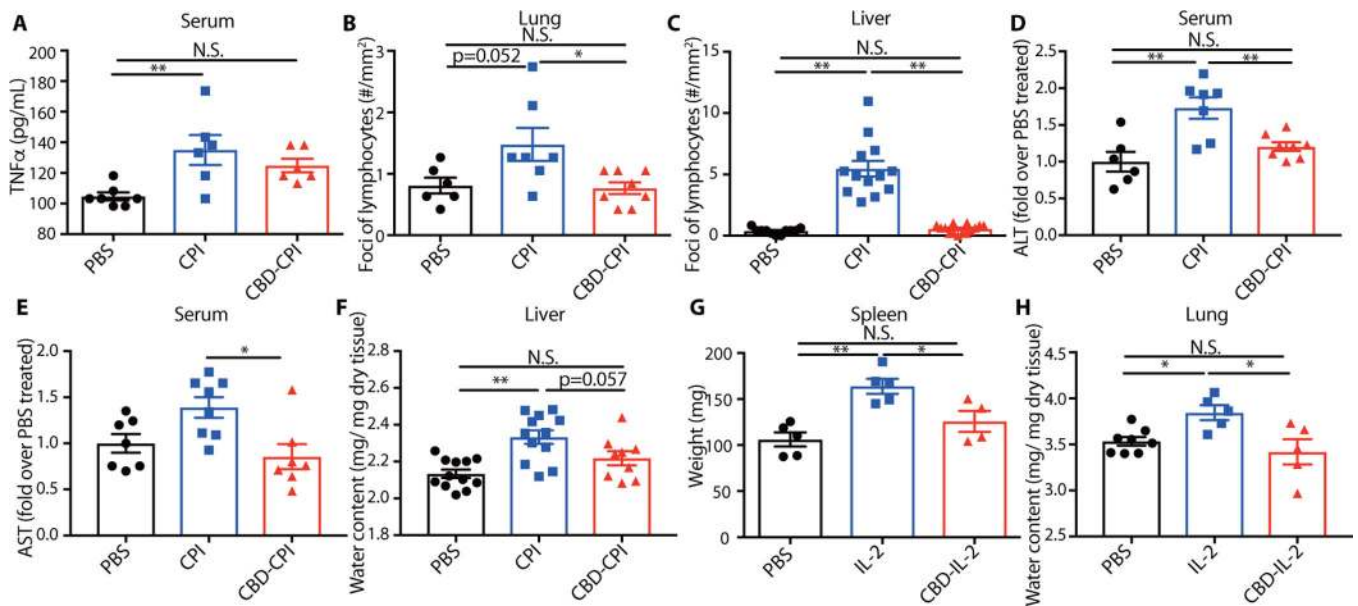 A
Serum
TNFα (pg/mL)
200
180
160
140
120
100
80
N.S.
**
PBS
CPI
CBD-CPI
B
Lung
Foci of lymphocytes (#/mm²)
3
2
1
0
N.S.
p=0.052
*
PBS
CPI
CBD-CPI
C
Liver
Foci of lymphocytes (#/mm²)
15
10
5
0
N.S.
**
**
PBS
CPI
CBD-CPI
D
Serum
ALT (fold over PBS treated)
2.5
2.0
1.5
1.0
0.5
0.0
N.S.
**
**
PBS
CPI
CBD-CPI
E
Serum
AST (fold over PBS treated)
2.0
1.5
1.0
0.5
0.0
*
PBS
CPI
CBD-CPI
F
Liver
Water content (mg/ mg dry tissue)
2.8
2.6
2.4
2.2
2.0
1.8
N.S.
**
p=0.057
PBS
CPI
CBD-CPI
G
Spleen
Weight (mg)
200
150
100
50
0
N.S.
**
*
PBS
IL-2
CBD-IL-2
H
Lung
Water content (mg/ mg dry tissue)
4.5
4.0
3.5
3.0
2.5
N.S.
*
*
PBS
IL-2
CBD-IL-2